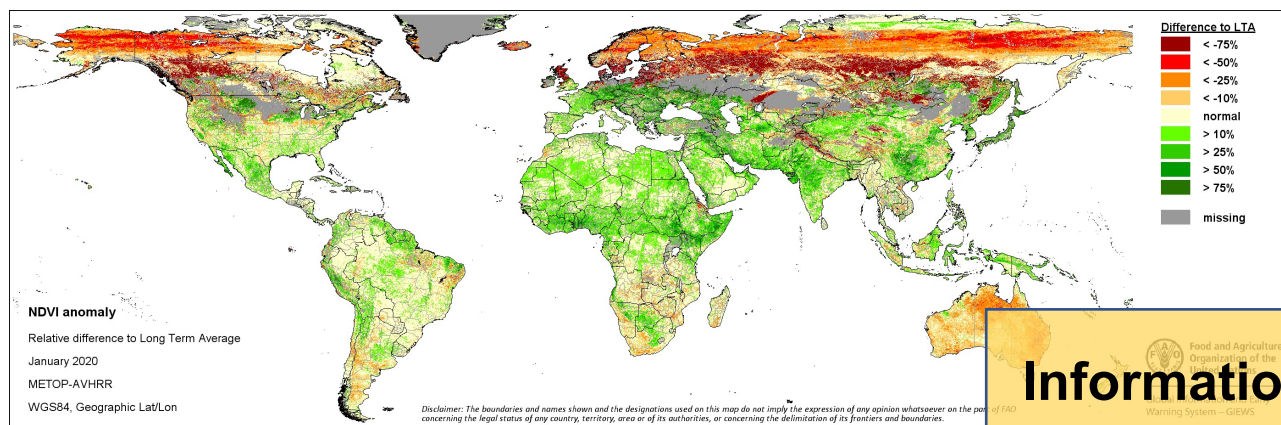 Difference to LTA
< -75%
< -50%
< -25%
< -10%
normal
> 10%
> 25%
> 50%
> 75%
missing
NDVI anomaly
Relative difference to Long Term Average
January 2020
METOP-AVHRR
WGS84, Geographic Lat/Lon
Disclaimer: The boundaries and names shown and the designations used on this map do not imply the expression of any opinion whatsoever on the part of FAO
concerning the legal status of any country, territory, area or of its authorities, or concerning the delimitation of its frontiers and boundaries.
Food and Agriculture
Organization of the
Informatio
Warning System – GIEWS